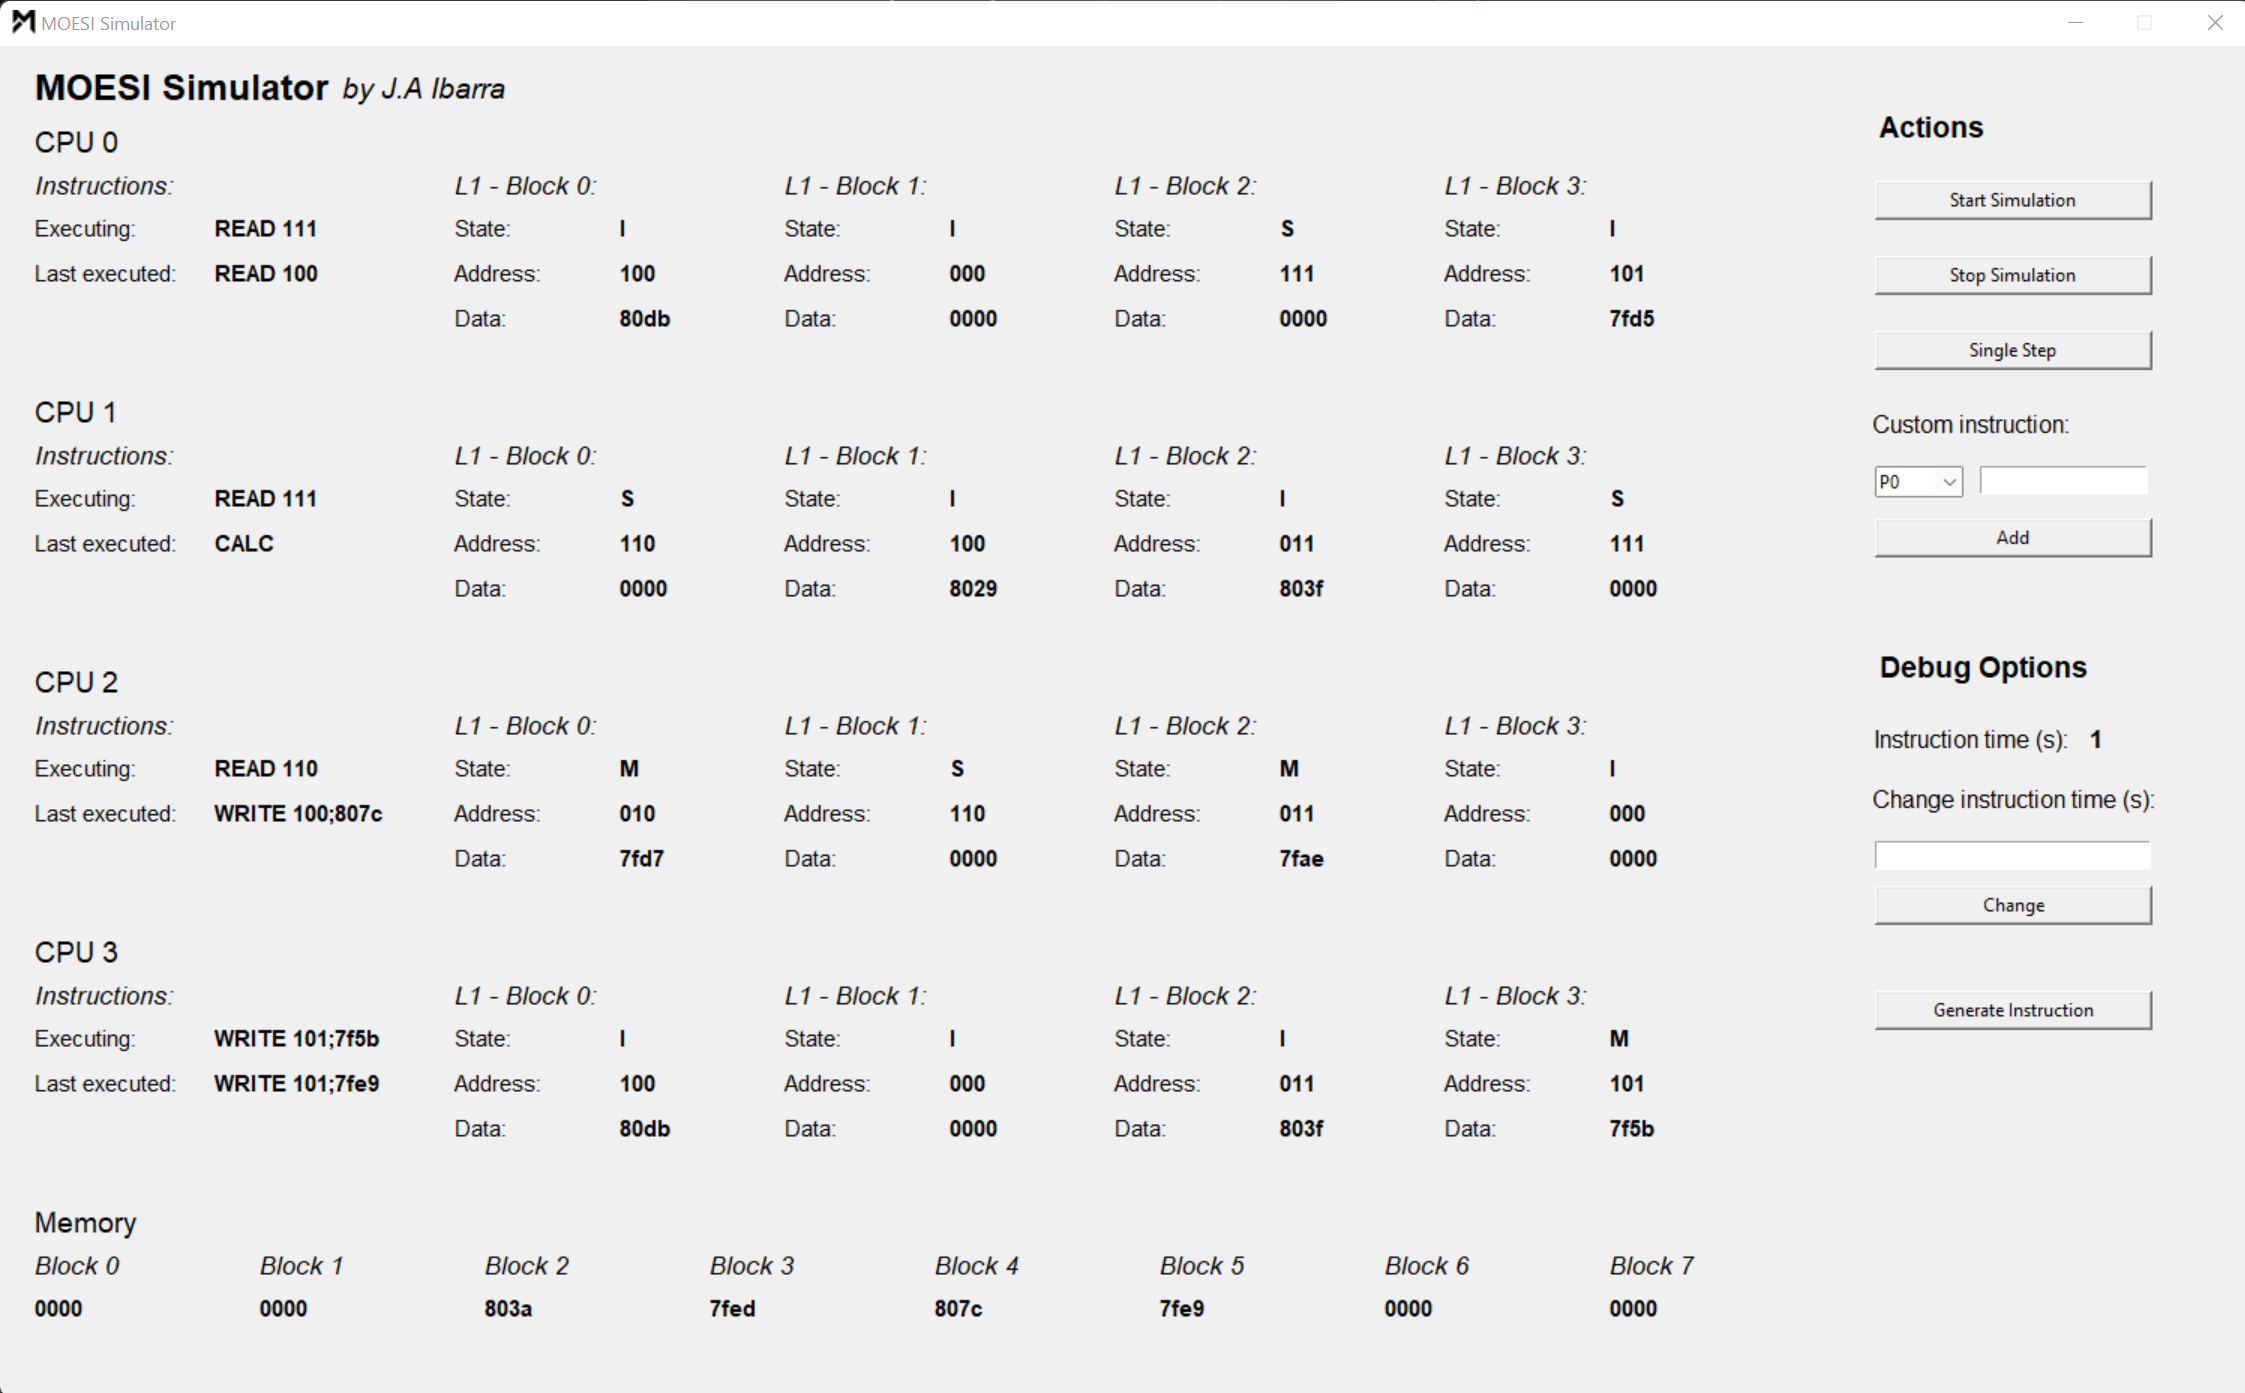 MOESI Simulator
MOESI Simulator by J.A Ibarra
CPU 0
Instructions: L1 - Block 0: L1 - Block 1: L1 - Block 2: L1 - Block 3:
Executing: READ 111 State: I State: I State: S State: I
Last executed: READ 100 Address: 100 Address: 000 Address: 111 Address: 101
Data: 80db Data: 0000 Data: 0000 Data: 7fd5
CPU 1
Instructions: L1 - Block 0: L1 - Block 1: L1 - Block 2: L1 - Block 3:
Executing: READ 111 State: S State: I State: I State: S
Last executed: CALC Address: 110 Address: 100 Address: 011 Address: 111
Data: 0000 Data: 8029 Data: 803f Data: 0000
CPU 2
Instructions: L1 - Block 0: L1 - Block 1: L1 - Block 2: L1 - Block 3:
Executing: READ 110 State: M State: S State: M State: I
Last executed: WRITE 100;807c Address: 010 Address: 110 Address: 011 Address: 000
Data: 7fd7 Data: 0000 Data: 7fae Data: 0000
CPU 3
Instructions: L1 - Block 0: L1 - Block 1: L1 - Block 2: L1 - Block 3:
Executing: WRITE 101;7f5b State: I State: I State: I State: M
Last executed: WRITE 101;7fe9 Address: 100 Address: 000 Address: 011 Address: 101
Data: 80db Data: 0000 Data: 803f Data: 7f5b
Memory
Block 0 Block 1 Block 2 Block 3 Block 4 Block 5 Block 6 Block 7
0000 0000 803a 7fed 807c 7fe9 0000 0000
Actions
Start Simulation
Stop Simulation
Single Step
Custom instruction:
P0
Add
Debug Options
Instruction time (s): 1
Change instruction time (s):
Change
Generate Instruction